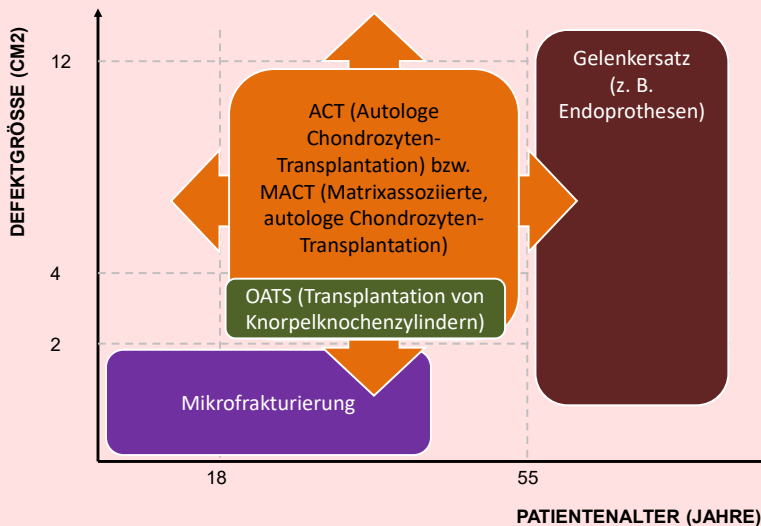 DEFEKTGRÖSSE (CM2)
12
4
2
ACT (Autologe
Chondrozyten-
Transplantation) bzw.
MACT (Matrixassoziierte,
autologe Chondrozyten-
Transplantation)
Gelenkersatz
(z. B.
Endoprothesen)
OATS (Transplantation von
Knorpelknochenzylindern)
Mikrofrakturierung
18
55
PATIENTENALTER (JAHRE)